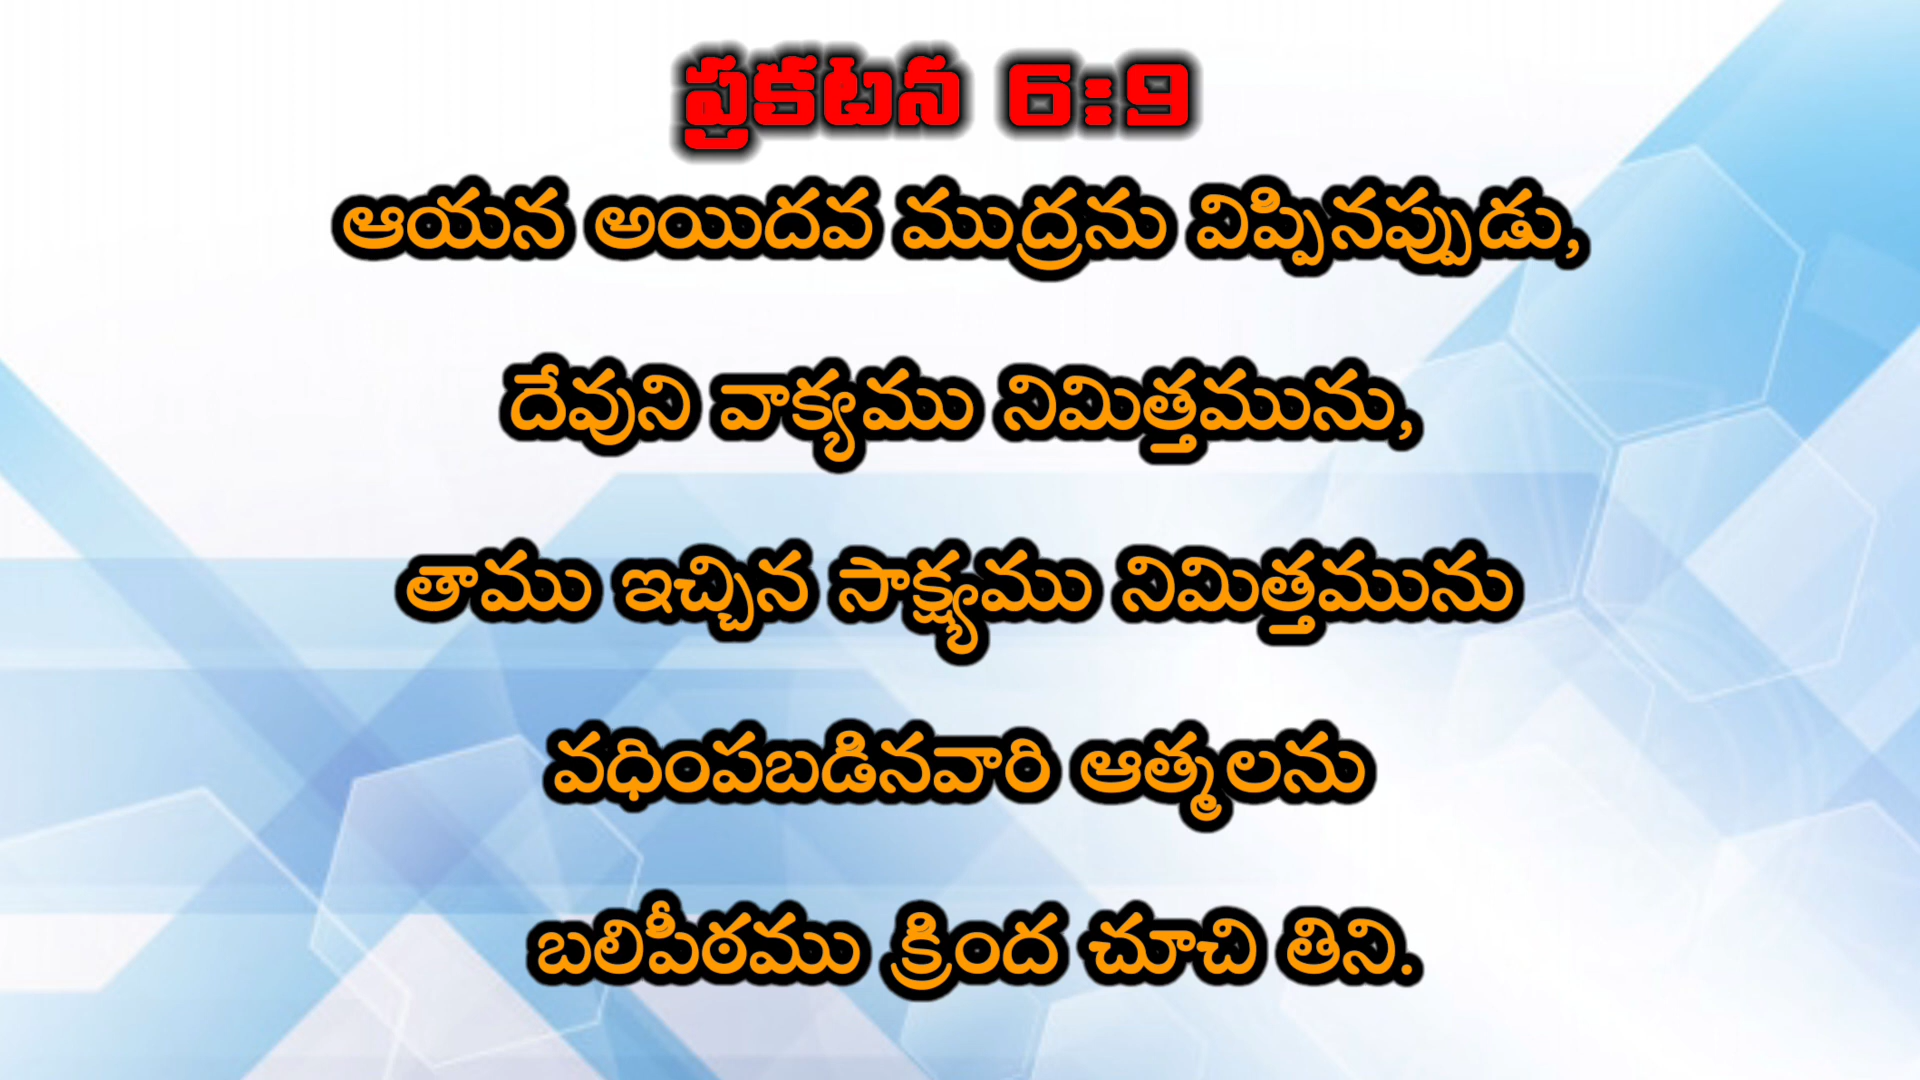 ప్రకటన 6:9
ఆయన అయిదవ ముద్రను విప్పినప్పుడు,
దేవుని వాక్యము నిమిత్తమును,
తాము ఇచ్చిన సాక్ష్యము నిమిత్తమును
వధింపబడినవారి ఆత్మలను
బలిపీఠము క్రింద చూచి తిని.